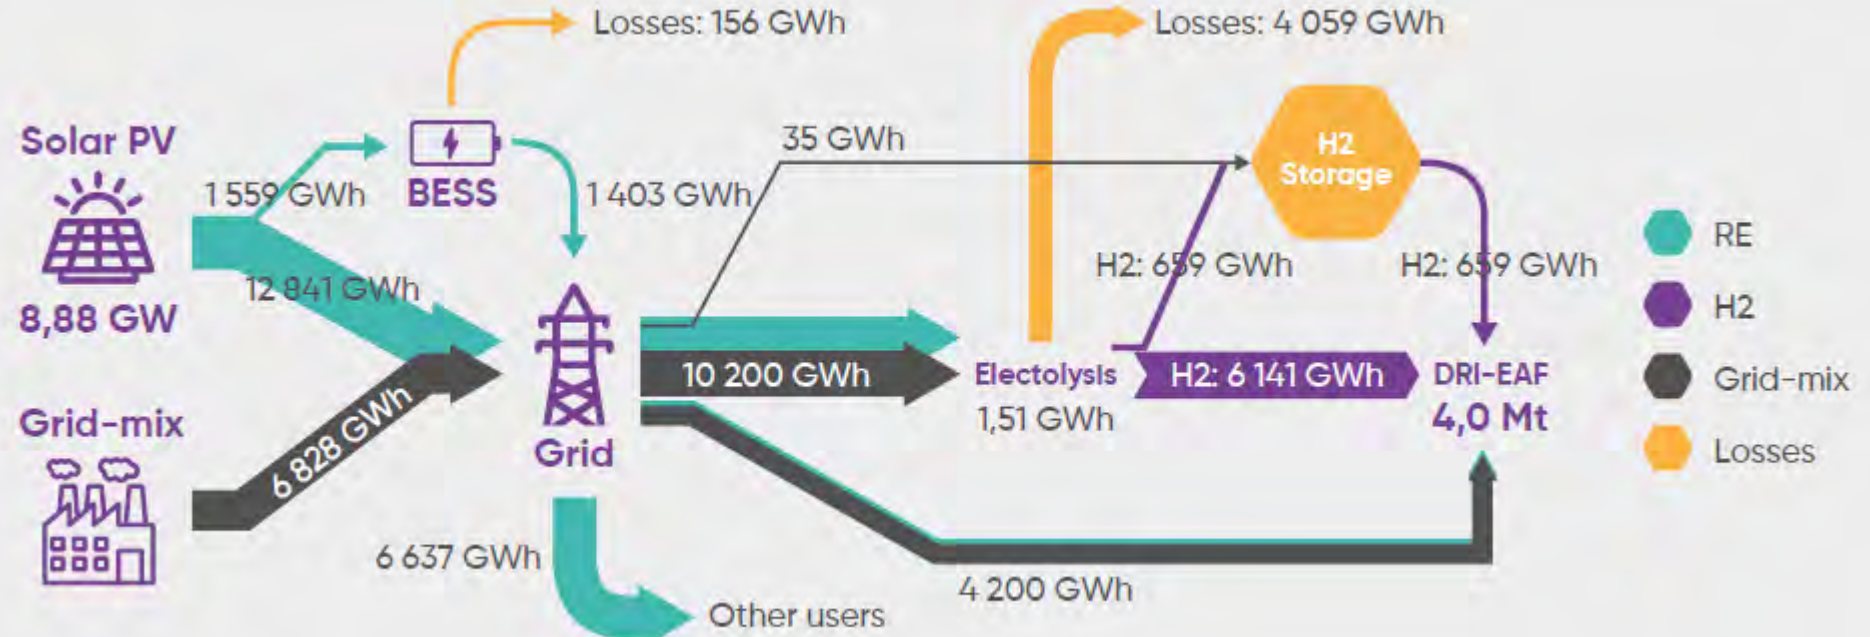 Losses: 156 GWh
Losses: 4 059 GWh
Solar PV
1 559 GWh
BESS
1 403 GWh
35 GWh
H2
Storage
12 841 GWh
8,88 GW
H2: 659 GWh
H2: 659 GWh
RE
H2
Grid-mix
Losses
Grid-mix
6 828 GWh
Grid
10 200 GWh
Electolysis
1,51 GWh
H2: 6 141 GWh
DRI-EAF
4,0 Mt
6 637 GWh
Other users
4 200 GWh